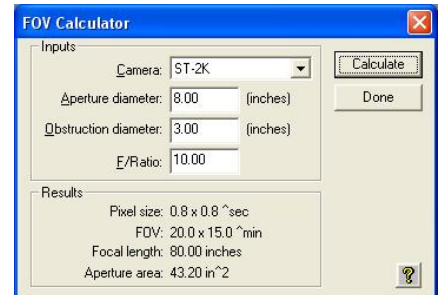 FOV Calculator
Inputs
Camera: ST-2K
Calculate
Aperture diameter: 8.00 (inches)
Done
Obstruction diameter: 3.00 (inches)
F/Ratio: 10.00
Results
Pixel size: 0.8 x 0.8 ^sec
FOV: 20.0 x 15.0 ^min
Focal length: 80.00 inches
Aperture area: 43.20 in^2
?